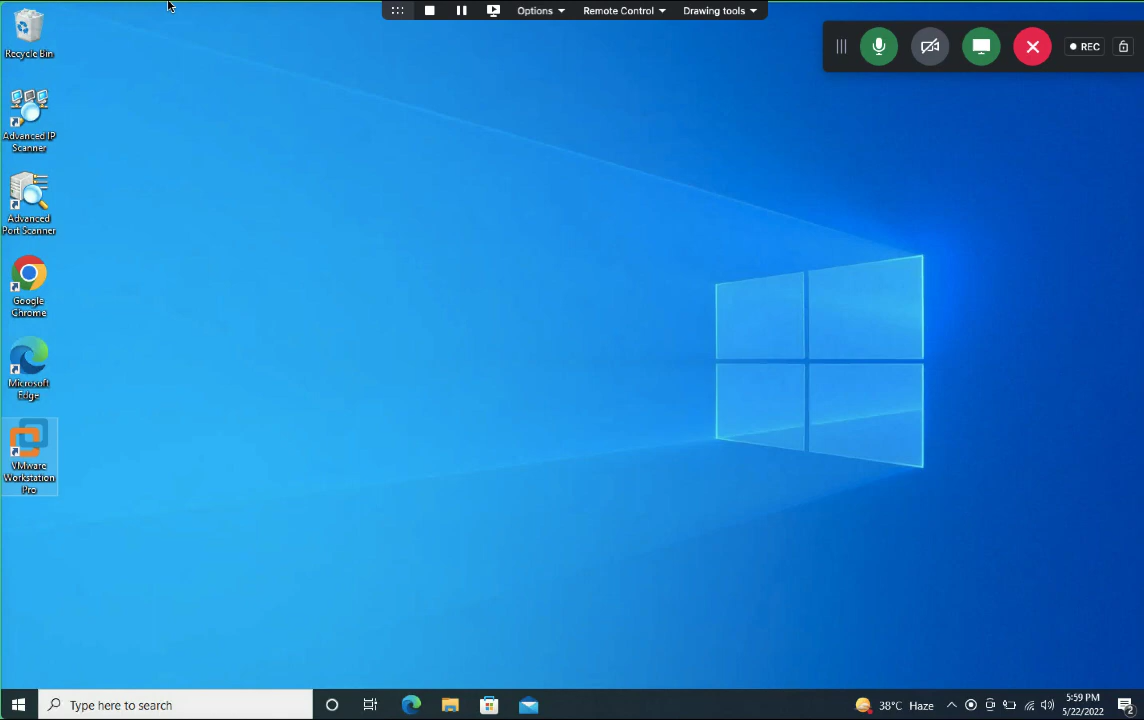 Options
Remote Control
Drawing tools
REC
Recycle Bin
Advanced IP
Scanner
Advanced
Port Scanner
Google
Chrome
Microsoft
Edge
VMware
Workstation
Pro
Type here to search
38°C Haze
5:59 PM
5/22/2022
2